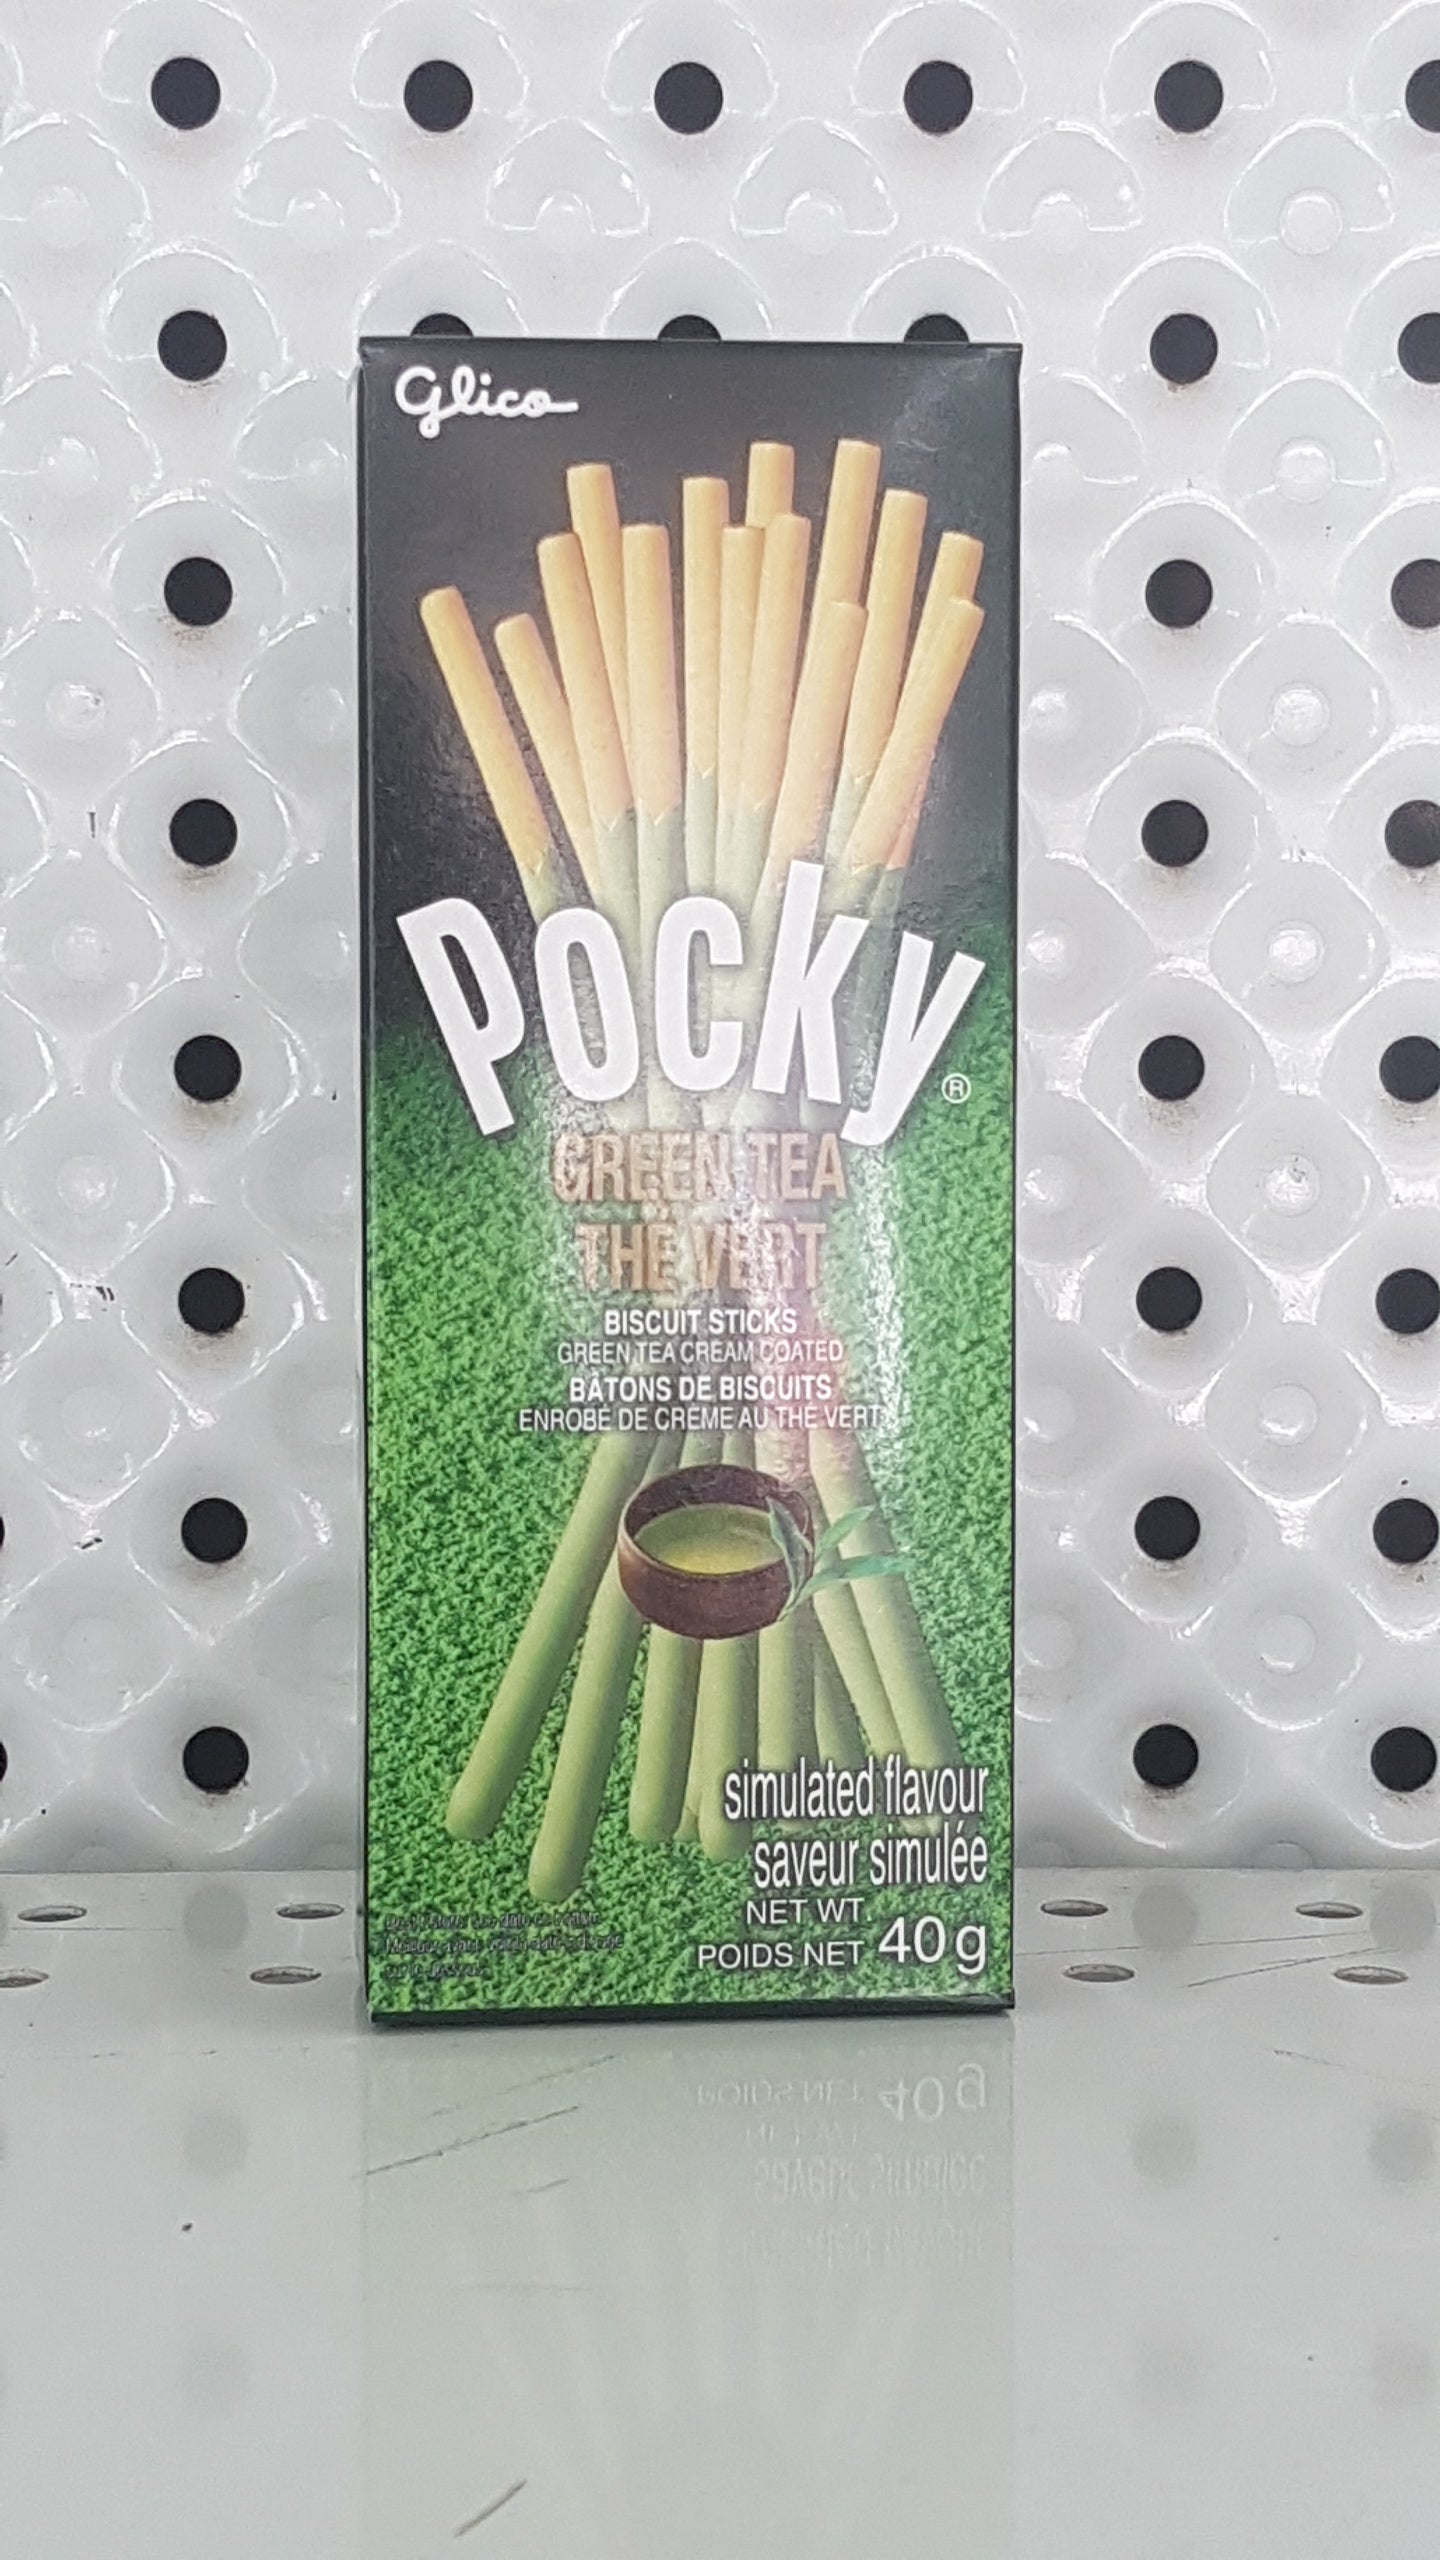 Glico
Pocky®
GREEN TEA
THÉ VERT
BISCUIT STICKS
GREEN TEA CREAM COATED
BÂTONS DE BISCUITS
ENROBÉ DE CRÈME AU THÉ VERT
simulated flavour
saveur simulée
NET WT.
POIDS NET 40 g